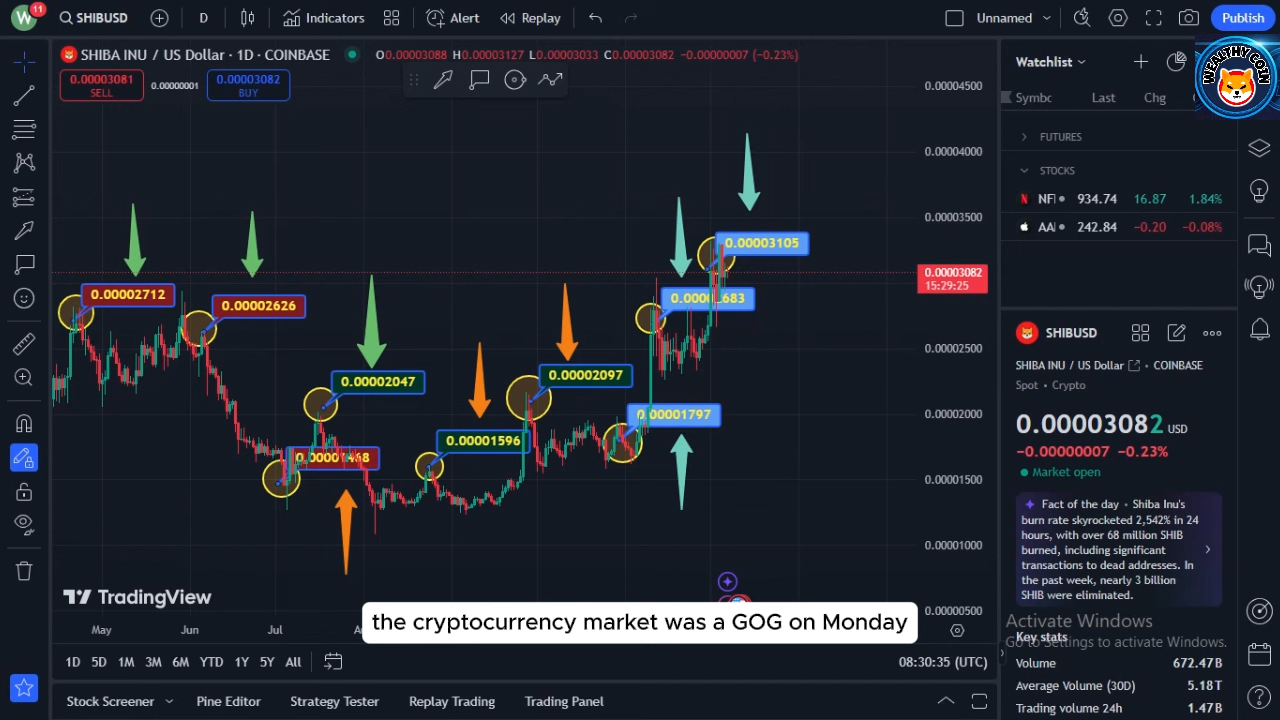 W 11 SHIBUSD D Indicators Alert Replay Unnamed Publish
SHIBA INU / US Dollar · 1D · COINBASE O0.00003088 H0.00003127 L0.00003033 C0.00003082 −0.00000007 (−0.23%)
0.00003081 SELL
0.00000001
0.00003082 BUY
0.00004500
0.00004000
0.00003500
0.00003082
15:29:25
0.00002500
0.00002000
0.00001500
0.00001000
0.00000500
0.00003105
0.00002712
0.00002626
0.00002047
0.00002097
0.00001797
0.00001596
0.00001468
TradingView
the cryptocurrency market was a GOG on Monday
May Jun Jul
1D 5D 1M 3M 6M YTD 1Y 5Y All
08:30:35 (UTC)
Stock Screener Pine Editor Strategy Tester Replay Trading Trading Panel
Watchlist
WEALTHY COIN
Symbc Last Chg
FUTURES
STOCKS
NFI 934.74 16.87 1.84%
AAI 242.84 −0.20 −0.08%
SHIBUSD
SHIBA INU / US Dollar · COINBASE
Spot · Crypto
0.00003082 USD
−0.00000007 −0.23%
Market open
Fact of the day · Shiba Inu's
burn rate skyrocketed 2,542% in 24
hours, with over 68 million SHIB
burned, including significant
transactions to dead addresses. In
the past week, nearly 3 billion
SHIB were eliminated.
Activate Windows
Go to Settings to activate Windows.
Key stats
Volume 672.47B
Average Volume (30D) 5.18T
Trading volume 24h 1.47B